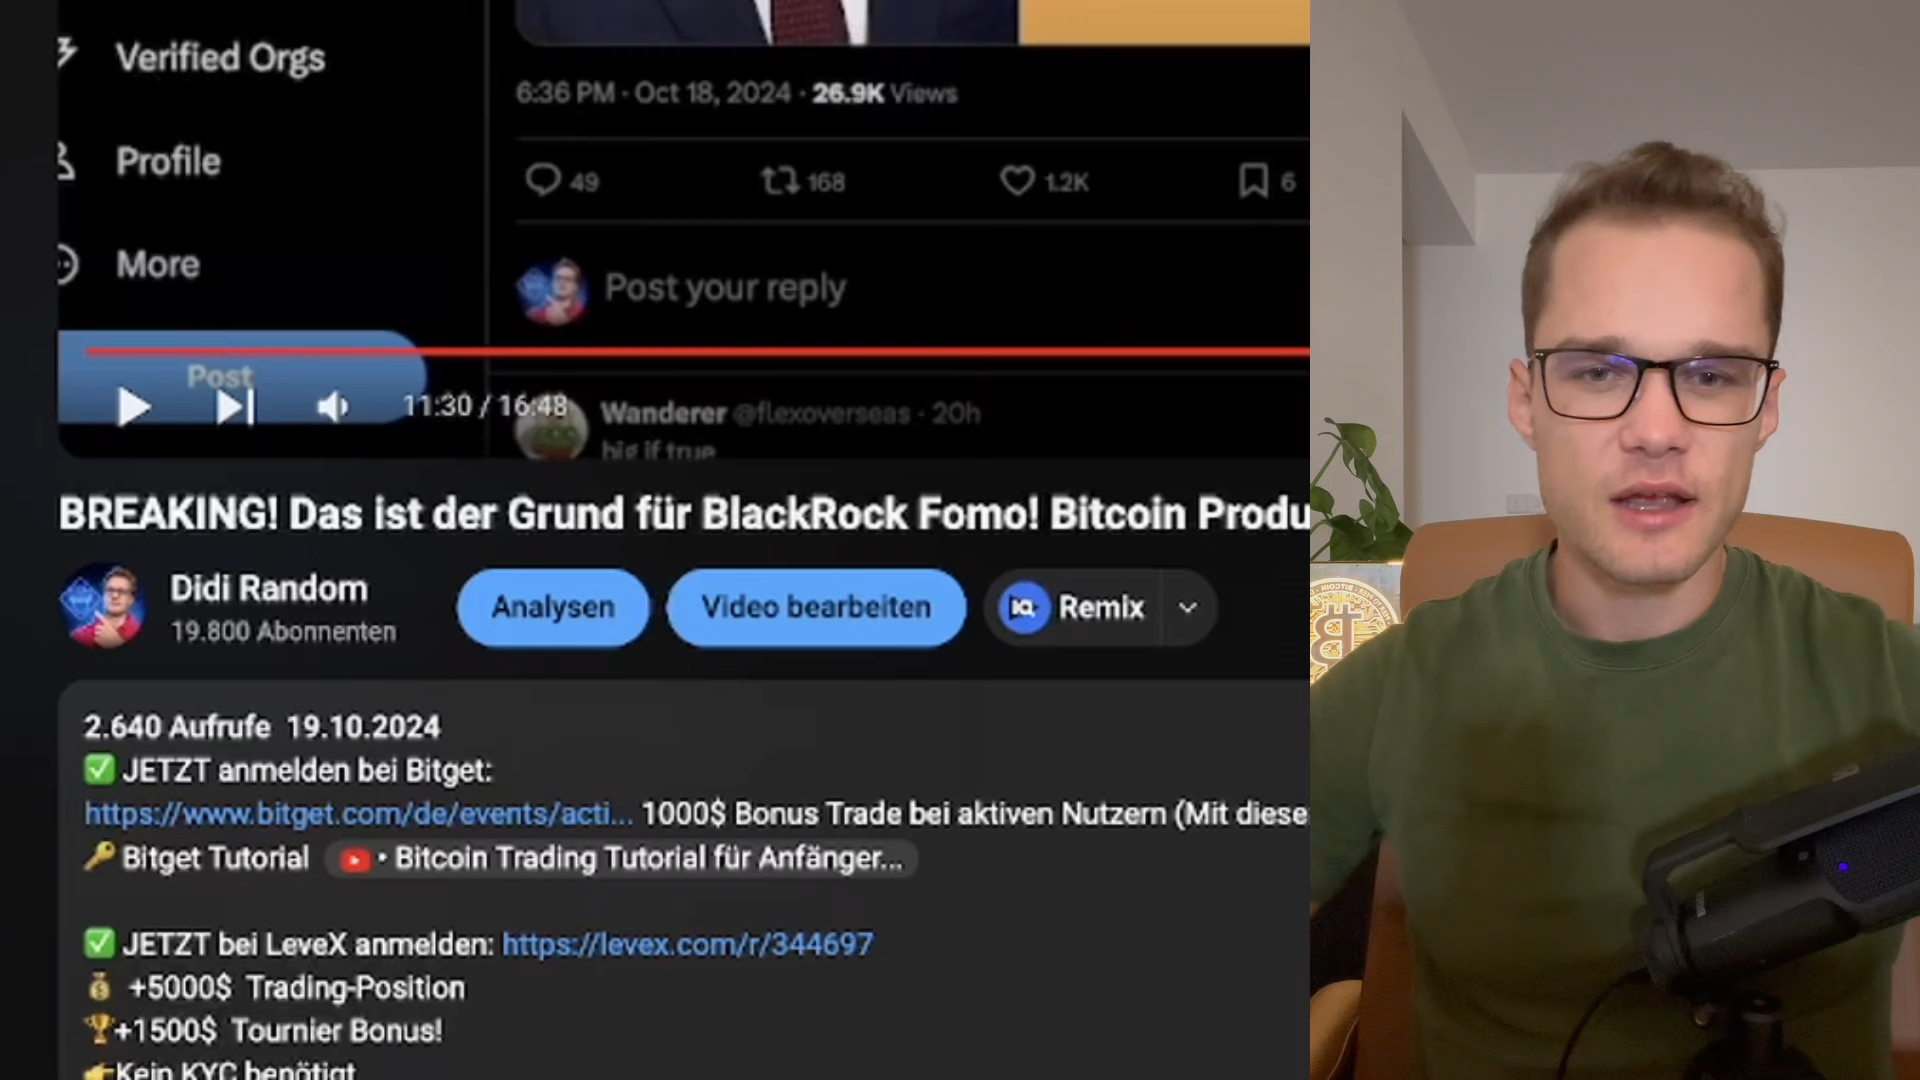 Verified Orgs
6:36 PM · Oct 18, 2024 · 26.9K Views
Profile
49 168 1.2K 6
More
Post your reply
Post
11:30 / 16:48
Wanderer @flexoverseas · 20h
big if true
BREAKING! Das ist der Grund für BlackRock Fomo! Bitcoin Produ
Didi Random
19.800 Abonnenten
Analysen
Video bearbeiten
Remix
2.640 Aufrufe 19.10.2024
✅ JETZT anmelden bei Bitget:
https://www.bitget.com/de/events/acti... 1000$ Bonus Trade bei aktiven Nutzern (Mit diese
🔑 Bitget Tutorial • Bitcoin Trading Tutorial für Anfänger...
✅ JETZT bei LeveX anmelden: https://levex.com/r/344697
💰 +5000$ Trading-Position
🏆+1500$ Tournier Bonus!
👉Kein KYC benötigt